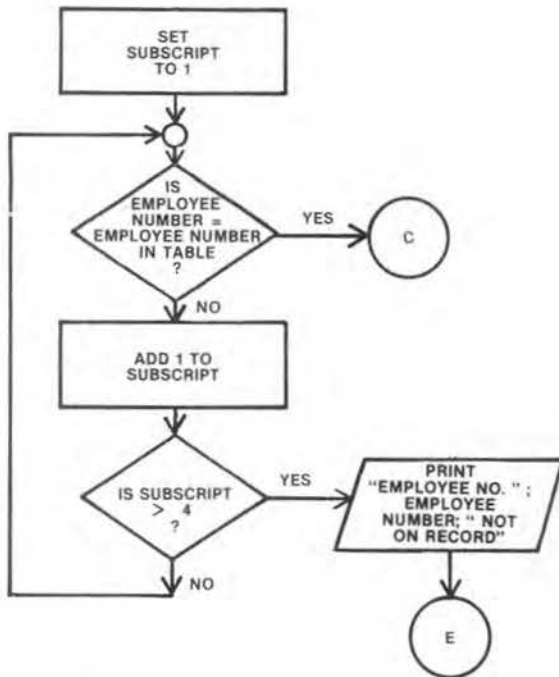 SET
SUBSCRIPT
TO 1
IS
EMPLOYEE
NUMBER =
EMPLOYEE NUMBER
IN TABLE
?
YES
C
NO
ADD 1 TO
SUBSCRIPT
IS SUBSCRIPT
> 4
?
YES
PRINT
"EMPLOYEE NO. " ;
EMPLOYEE
NUMBER; " NOT
ON RECORD"
NO
E